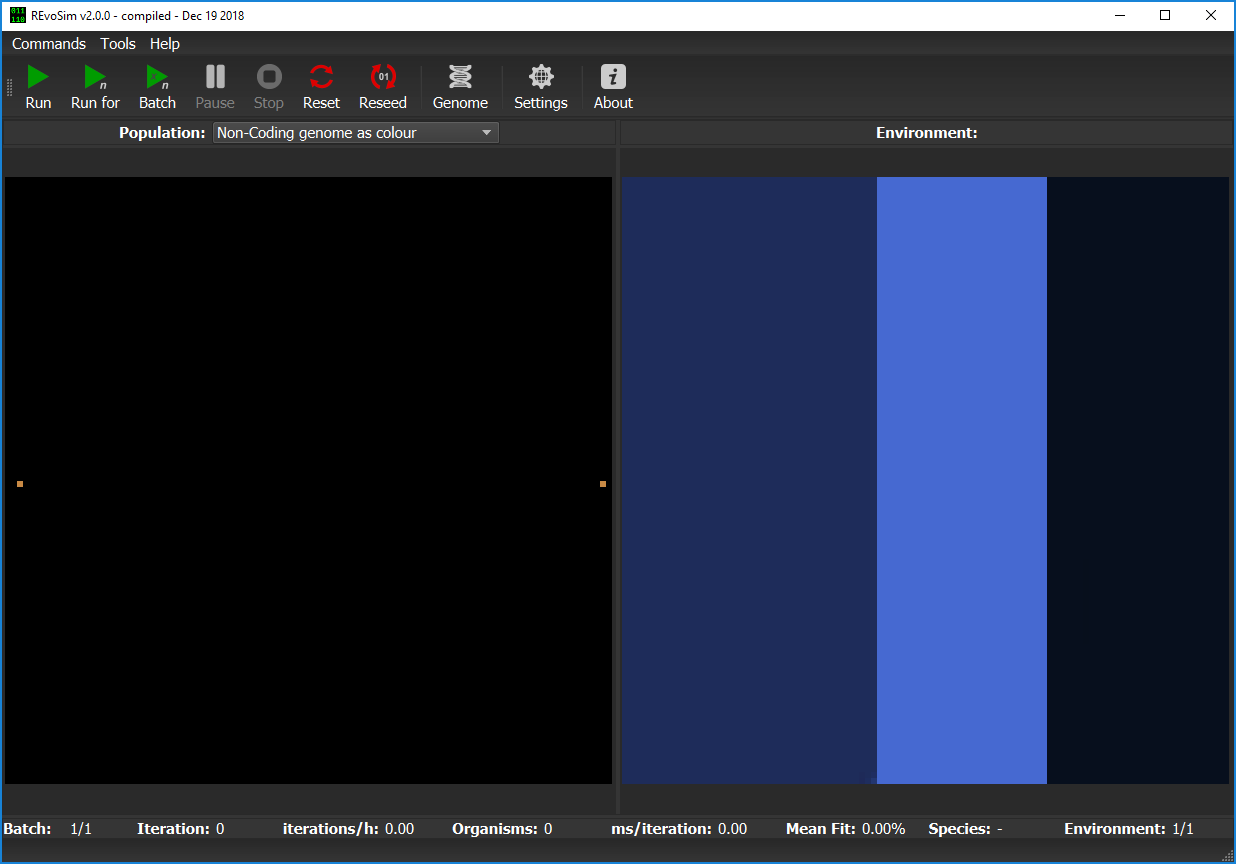 REvoSim v2.0.0 - compiled - Dec 19 2018
Commands Tools Help
n n 01 i
Run Run for Batch Pause Stop Reset Reseed Genome Settings About
Population: Non-Coding genome as colour Environment:
Batch: 1/1 Iteration: 0 iterations/h: 0.00 Organisms: 0 ms/iteration: 0.00 Mean Fit: 0.00% Species: - Environment: 1/1